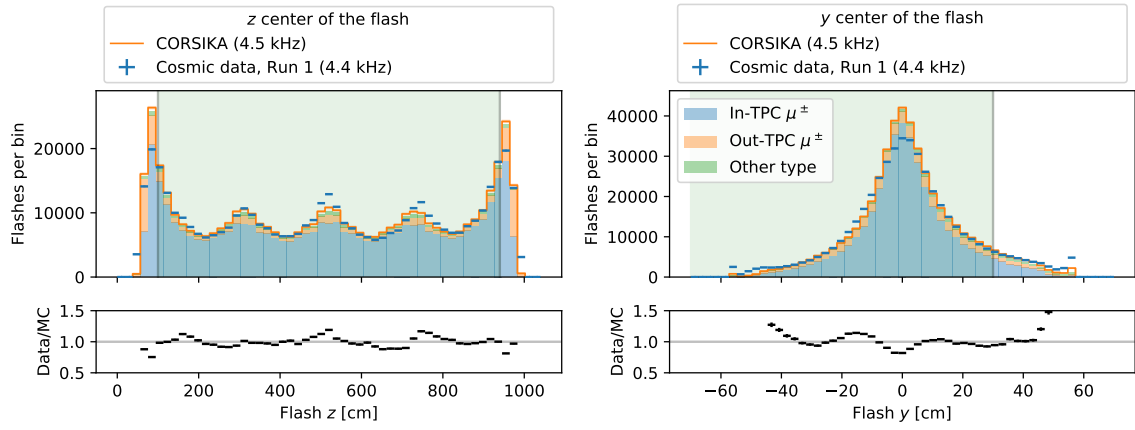 z center of the flash
CORSIKA (4.5 kHz)
Cosmic data, Run 1 (4.4 kHz)
Flashes per bin
20000
10000
0
Data/MC
1.5
1.0
0.5
0 200 400 600 800 1000
Flash z [cm]
y center of the flash
CORSIKA (4.5 kHz)
Cosmic data, Run 1 (4.4 kHz)
In-TPC μ±
Out-TPC μ±
Other type
Flashes per bin
40000
30000
20000
10000
0
Data/MC
1.5
1.0
0.5
−60 −40 −20 0 20 40 60
Flash y [cm]